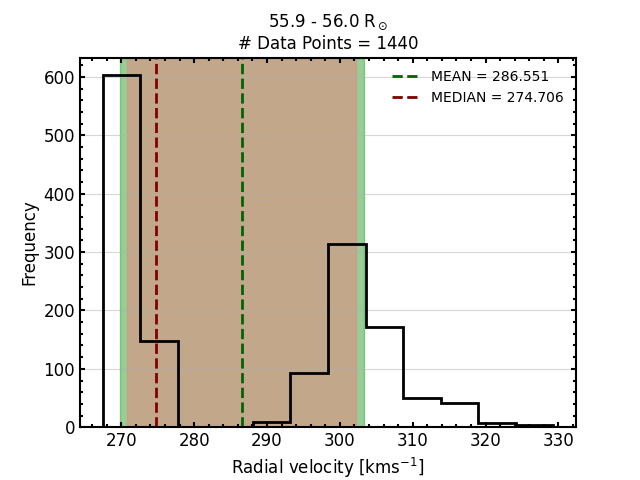 55.9 - 56.0 R⊙
# Data Points = 1440
MEAN = 286.551
MEDIAN = 274.706
Frequency
600
500
400
300
200
100
0
270 280 290 300 310 320 330
Radial velocity [kms⁻¹]